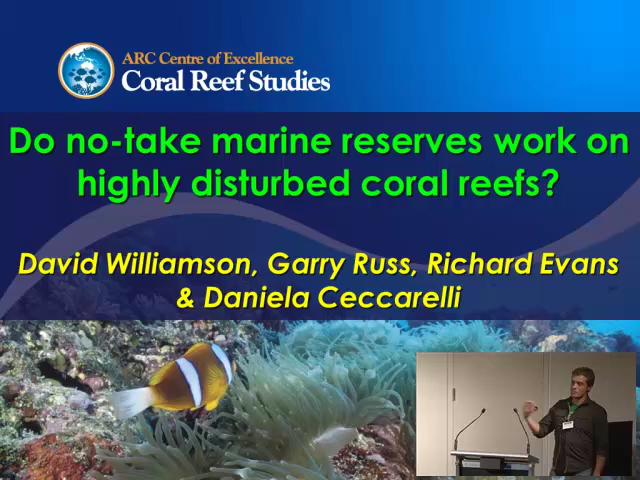 ARC Centre of Excellence
Coral Reef Studies
Do no-take marine reserves work on
highly disturbed coral reefs?
David Williamson, Garry Russ, Richard Evans
& Daniela Ceccarelli